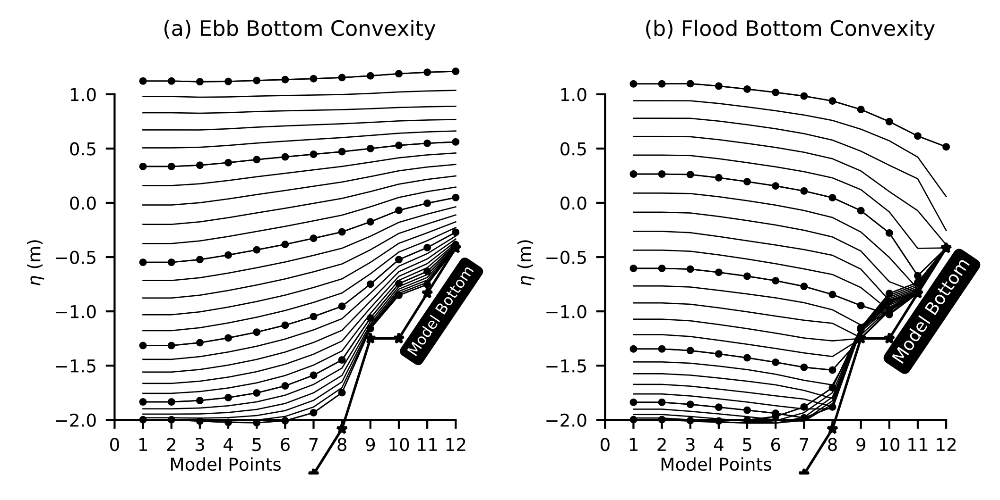 (a) Ebb Bottom Convexity
(b) Flood Bottom Convexity
1.0
0.5
0.0
−0.5
−1.0
−1.5
−2.0
η (m)
0 1 2 3 4 5 6 7 8 9 10 11 12
Model Points
Model Bottom
1.0
0.5
0.0
−0.5
−1.0
−1.5
−2.0
η (m)
0 1 2 3 4 5 6 7 8 9 10 11 12
Model Points
Model Bottom